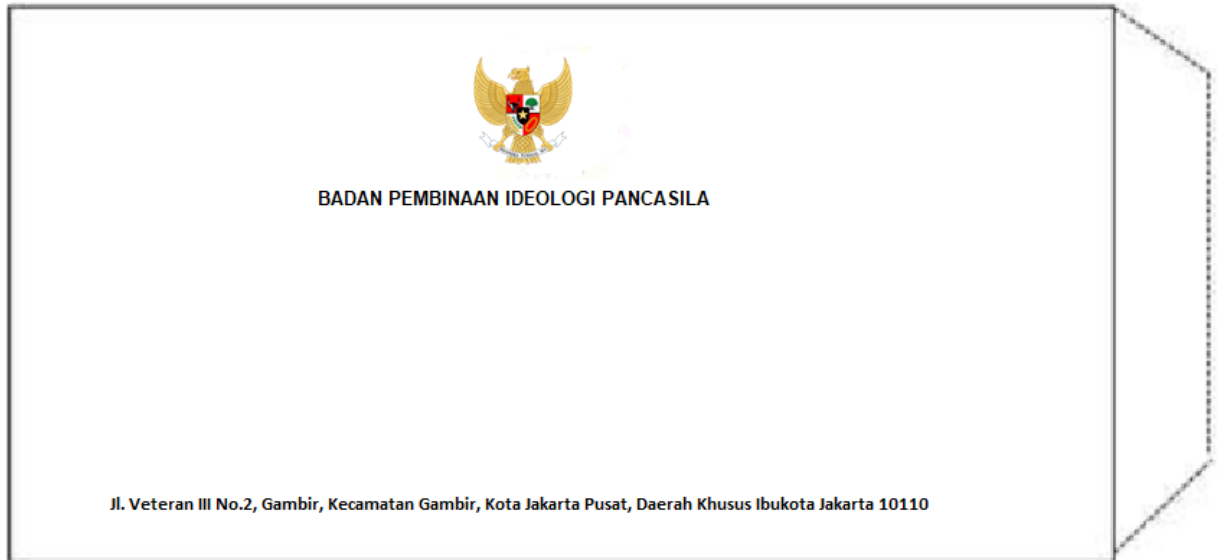 BADAN PEMBINAAN IDEOLOGI PANCASILA
Jl. Veteran III No.2, Gambir, Kecamatan Gambir, Kota Jakarta Pusat, Daerah Khusus Ibukota Jakarta 10110